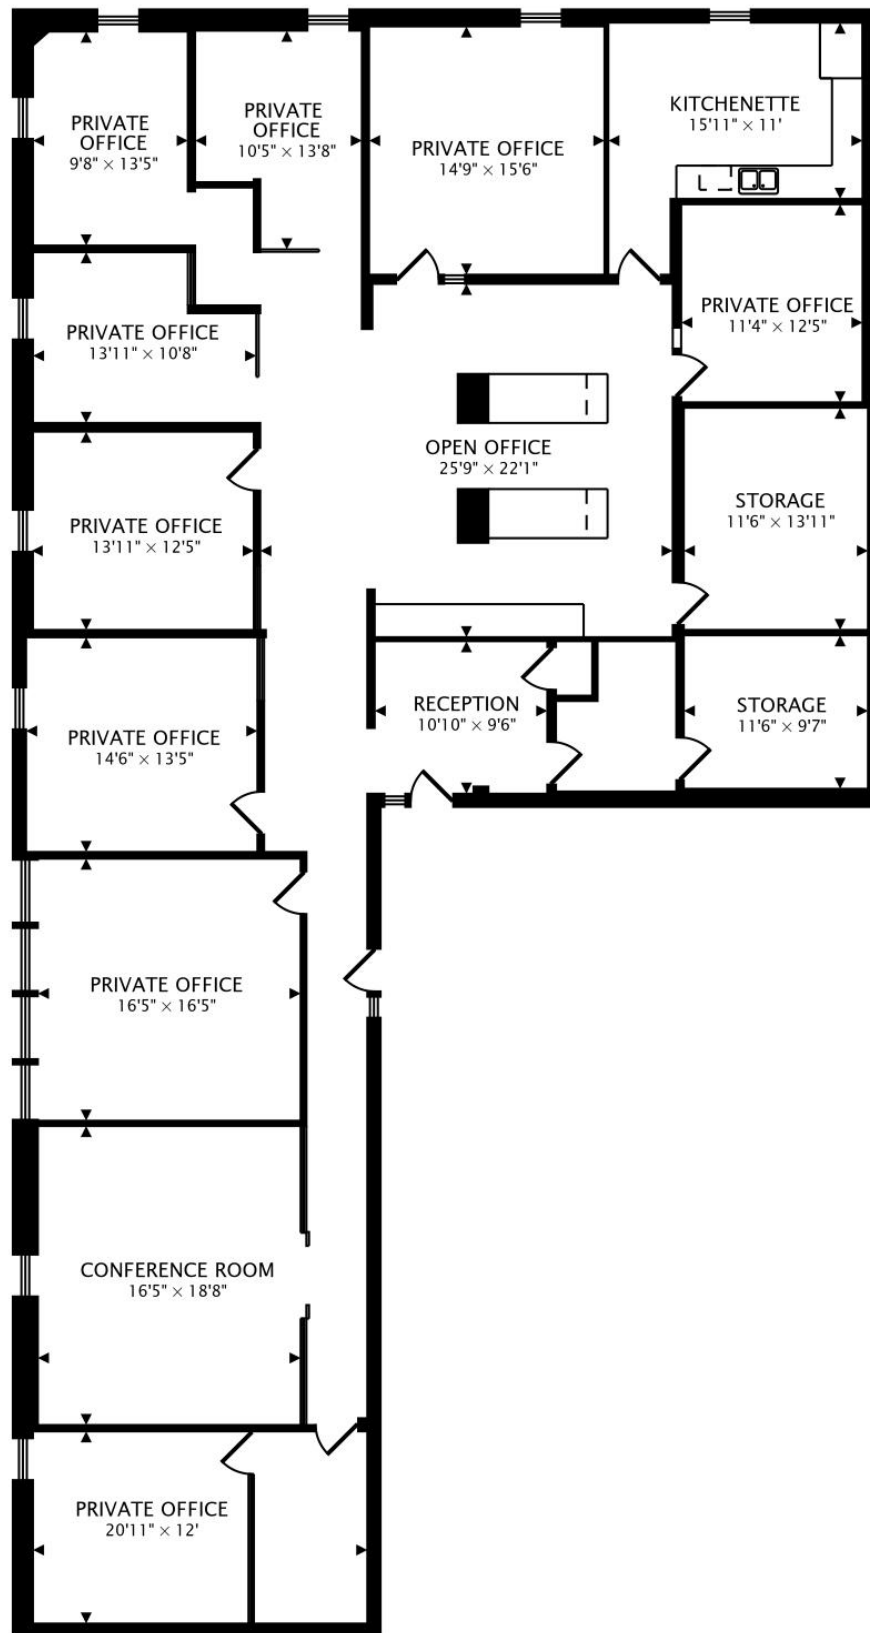 PRIVATE
OFFICE
9'8" × 13'5"
PRIVATE
OFFICE
10'5" × 13'8"
PRIVATE OFFICE
14'9" × 15'6"
KITCHENETTE
15'11" × 11'
PRIVATE OFFICE
13'11" × 10'8"
PRIVATE OFFICE
11'4" × 12'5"
OPEN OFFICE
25'9" × 22'1"
PRIVATE OFFICE
13'11" × 12'5"
STORAGE
11'6" × 13'11"
PRIVATE OFFICE
14'6" × 13'5"
RECEPTION
10'10" × 9'6"
STORAGE
11'6" × 9'7"
PRIVATE OFFICE
16'5" × 16'5"
CONFERENCE ROOM
16'5" × 18'8"
PRIVATE OFFICE
20'11" × 12'